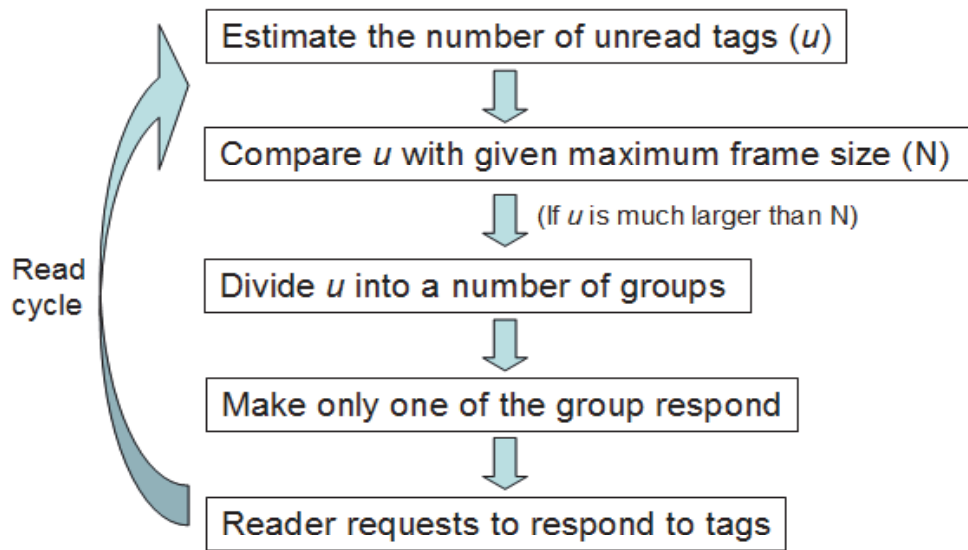 Estimate the number of unread tags (u)
Compare u with given maximum frame size (N)
(If u is much larger than N)
Divide u into a number of groups
Read
cycle
Make only one of the group respond
Reader requests to respond to tags